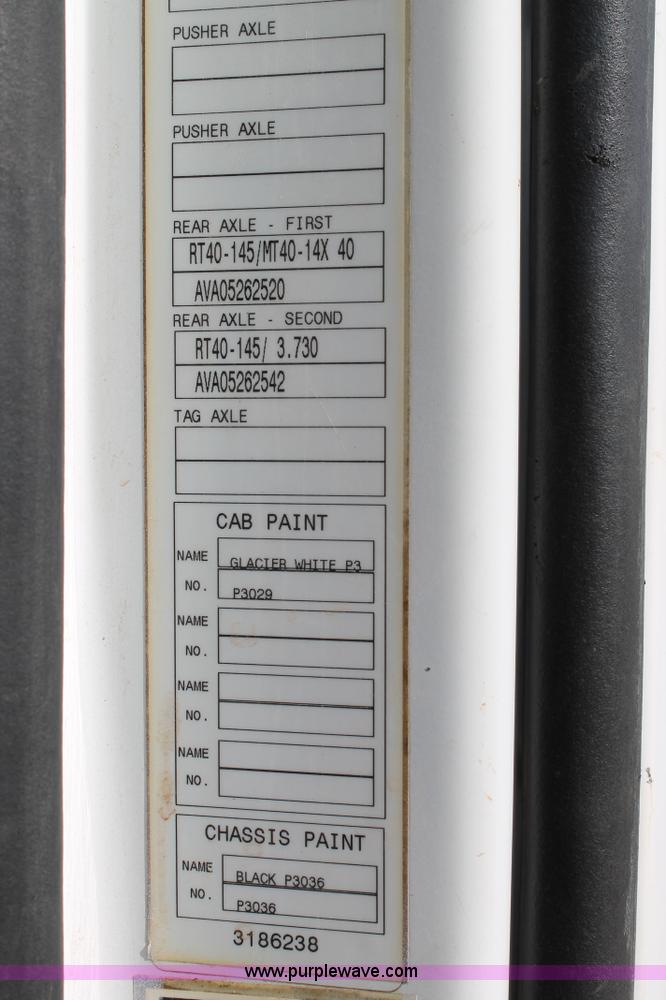 PUSHER AXLE
PUSHER AXLE
REAR AXLE - FIRST
RT40-145/MT40-14X 40
AVA05262520
REAR AXLE - SECOND
RT40-145/ 3.730
AVA05262542
TAG AXLE
CAB PAINT
NAME GLACIER WHITE P3
NO. P3029
NAME
NO.
NAME
NO.
NAME
NO.
CHASSIS PAINT
NAME BLACK P3036
NO. P3036
3186238
www.purplewave.com